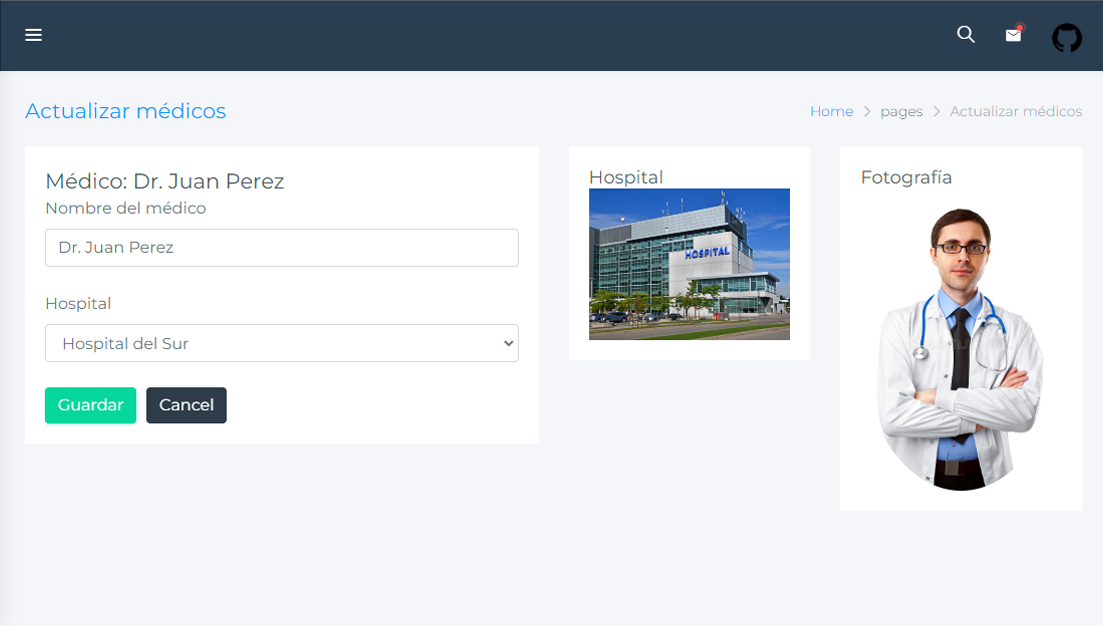 Actualizar médicos
Home > pages > Actualizar médicos
Médico: Dr. Juan Perez
Nombre del médico
Dr. Juan Perez
Hospital
Hospital del Sur
Guardar
Cancel
Hospital
HOSPITAL
Fotografía